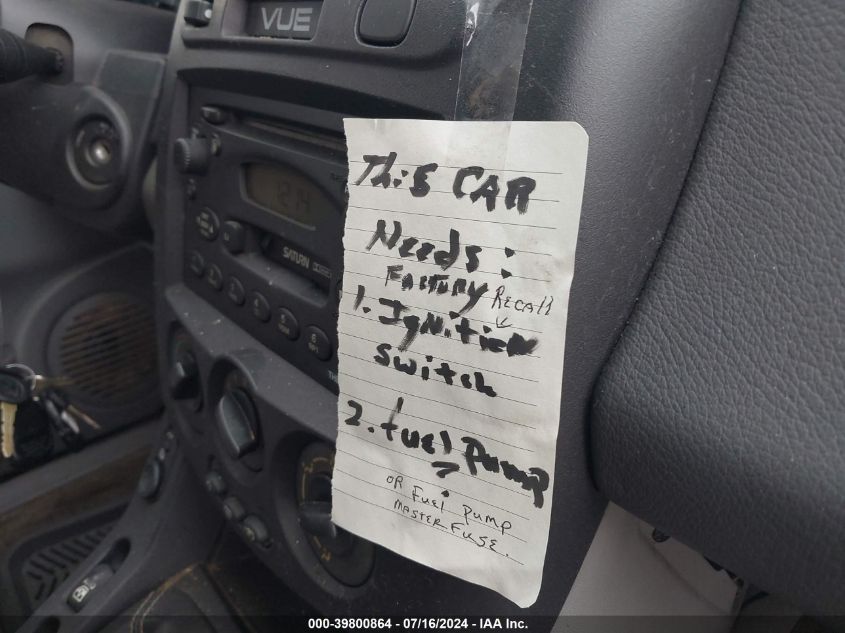 VUE
SATURN
This CAR
Needs:
FACTORY RECALL
1. IgNition
switch
2. fuel Pump
?
OR Fuel Pump
MASTER FUSE.
000-39800864 - 07/16/2024 - IAA Inc.